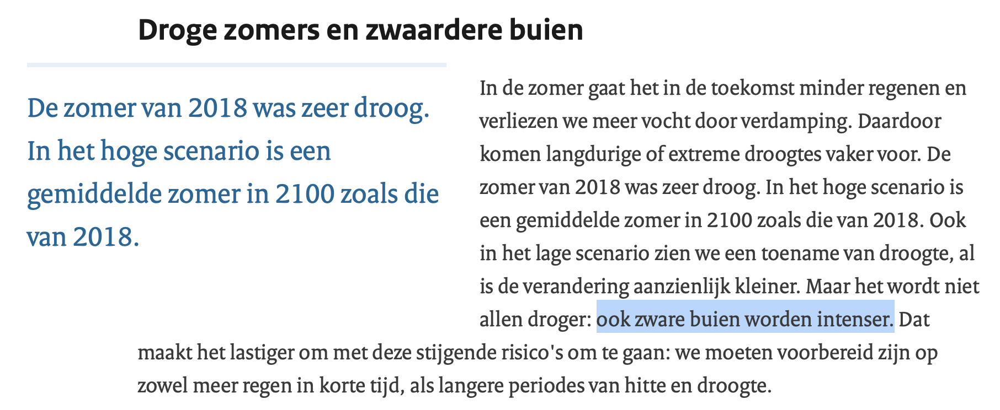 Droge zomers en zwaardere buien
De zomer van 2018 was zeer droog.
In het hoge scenario is een
gemiddelde zomer in 2100 zoals die
van 2018.
In de zomer gaat het in de toekomst minder regenen en
verliezen we meer vocht door verdamping. Daardoor
komen langdurige of extreme droogtes vaker voor. De
zomer van 2018 was zeer droog. In het hoge scenario is
een gemiddelde zomer in 2100 zoals die van 2018. Ook
in het lage scenario zien we een toename van droogte, al
is de verandering aanzienlijk kleiner. Maar het wordt niet
allen droger: ook zware buien worden intenser. Dat
maakt het lastiger om met deze stijgende risico's om te gaan: we moeten voorbereid zijn op
zowel meer regen in korte tijd, als langere periodes van hitte en droogte.